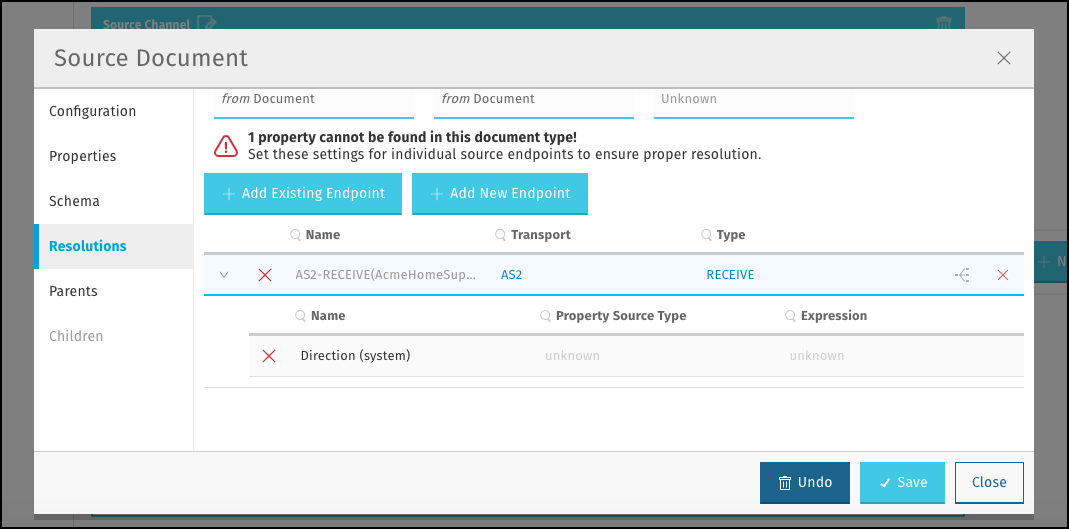 Source Channel
Source Document
Configuration
Properties
Schema
Resolutions
Parents
Children
from Document
from Document
Unknown
1 property cannot be found in this document type!
Set these settings for individual source endpoints to ensure proper resolution.
Add Existing Endpoint
Add New Endpoint
Name Transport Type
AS2-RECEIVE(AcmeHomeSup... AS2 RECEIVE
Name Property Source Type Expression
Direction (system) unknown unknown
N
Undo
Save
Close